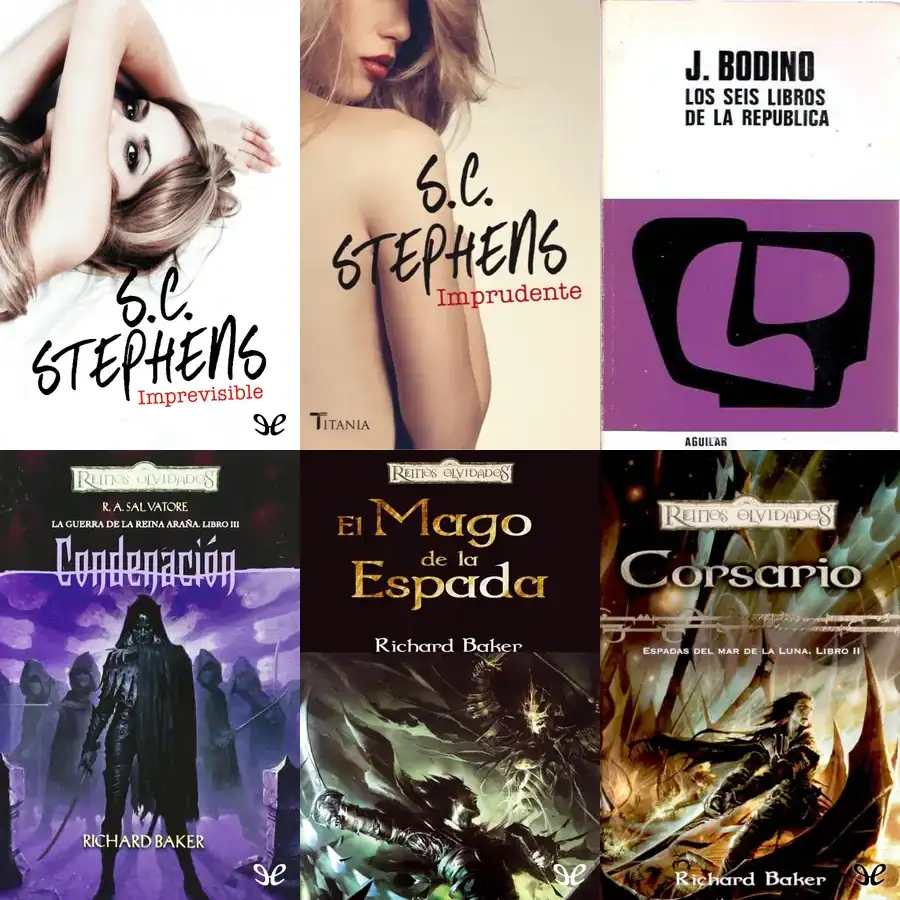 S.C.
STEPHENS
Imprevisible
S.C.
STEPHENS
Imprudente
TITANIA
J. BODINO
LOS SEIS LIBROS
DE LA REPUBLICA
AGUILAR
REINOS OLVIDADOS
R. A. SALVATORE
LA GUERRA DE LA REINA ARAÑA. LIBRO III
Condenación
RICHARD BAKER
REINOS OLVIDADOS
El Mago
de la
Espada
Richard Baker
REINOS OLVIDADOS
Corsario
ESPADAS DEL MAR DE LA LUNA. LIBRO II
Richard Baker